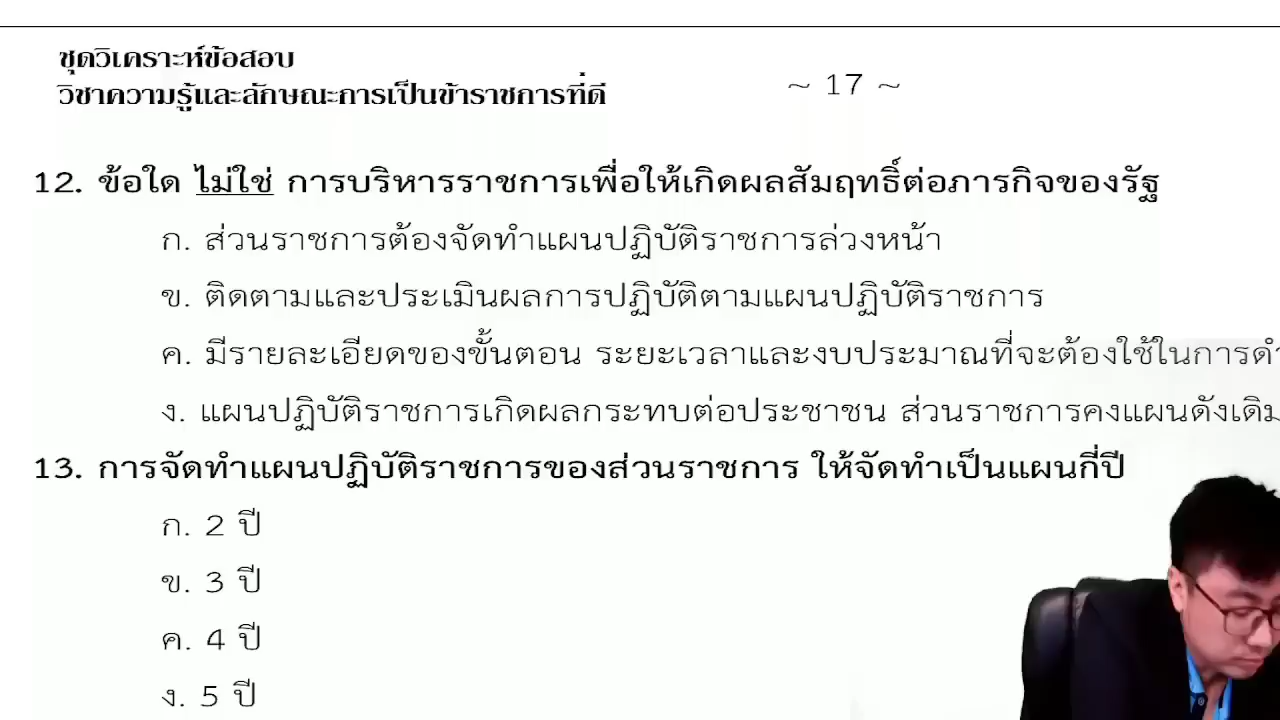 ชุดวิเคราะห์ข้อสอบ
วิชาความรู้และลักษณะการเป็นข้าราชการที่ดี
~ 17 ~
12. ข้อใด ไม่ใช่ การบริหารราชการเพื่อให้เกิดผลสัมฤทธิ์ต่อภารกิจของรัฐ
ก. ส่วนราชการต้องจัดทำแผนปฏิบัติราชการล่วงหน้า
ข. ติดตามและประเมินผลการปฏิบัติตามแผนปฏิบัติราชการ
ค. มีรายละเอียดของขั้นตอน ระยะเวลาและงบประมาณที่จะต้องใช้ในการดำ
ง. แผนปฏิบัติราชการเกิดผลกระทบต่อประชาชน ส่วนราชการคงแผนดังเดิม
13. การจัดทำแผนปฏิบัติราชการของส่วนราชการ ให้จัดทำเป็นแผนกี่ปี
ก. 2 ปี
ข. 3 ปี
ค. 4 ปี
ง. 5 ปี